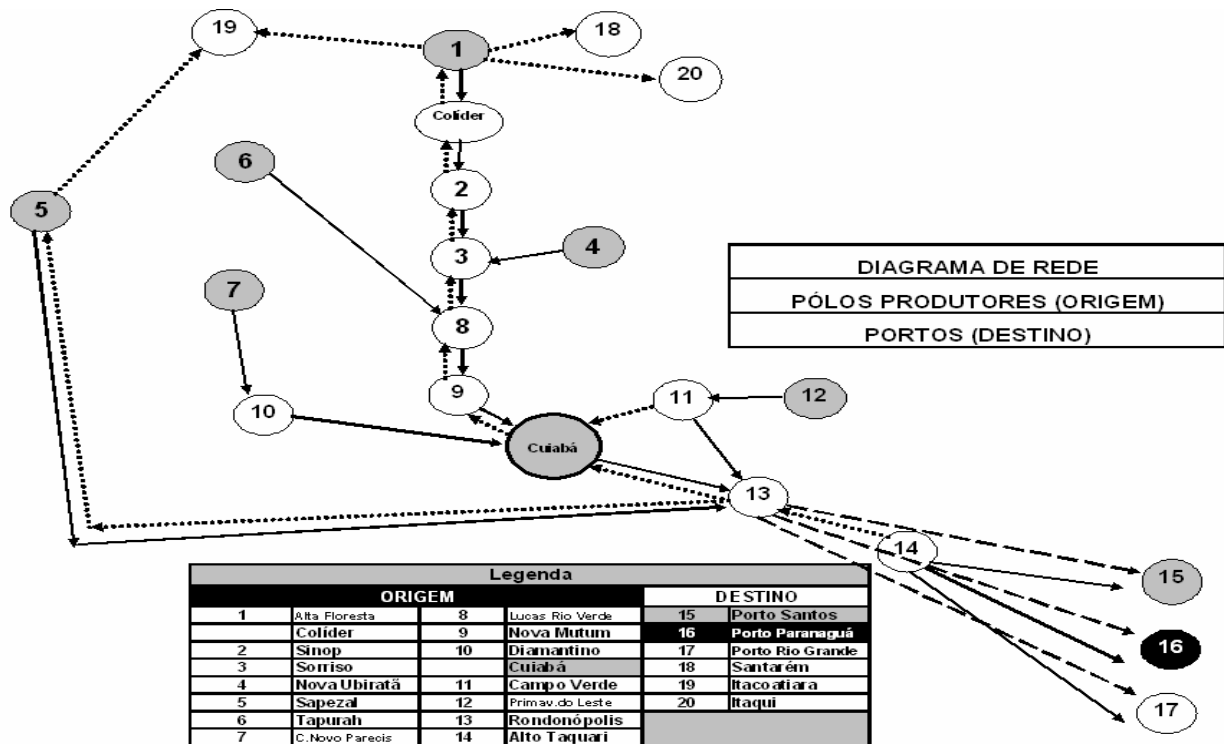 19
18
1
20
Colíder
6
2
5
3
4
DIAGRAMA DE REDE
PÓLOS PRODUTORES (ORIGEM)
PORTOS (DESTINO)
7
8
9
11
12
10
Cuiabá
13
14
15
16
17
Legenda
ORIGEM DESTINO
1 Alta Floresta 8 Lucas Rio Verde 15 Porto Santos
Colíder 9 Nova Mutum 16 Porto Paranaguá
2 Sinop 10 Diamantino 17 Porto Rio Grande
3 Sorriso Cuiabá 18 Santarém
4 Nova Ubiratã 11 Campo Verde 19 Itacoatiara
5 Sapezal 12 Primav.do Leste 20 Itaqui
6 Tapurah 13 Rondonópolis
7 C.Novo Parecis 14 Alto Taquari